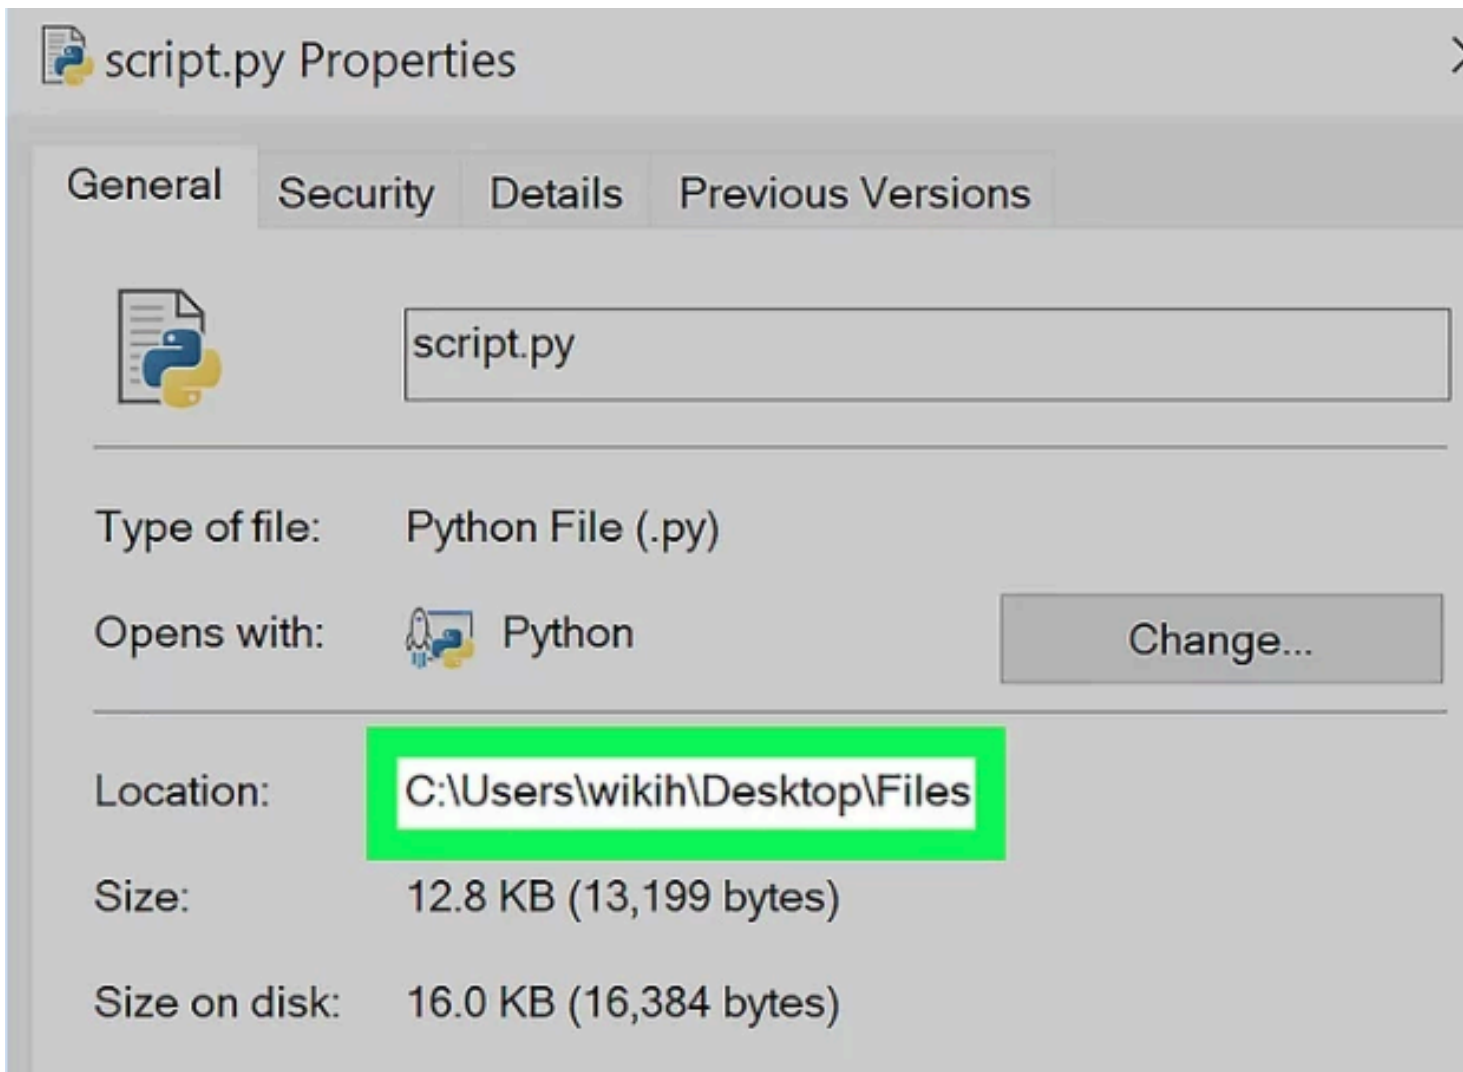 script.py Properties
General Security Details Previous Versions
script.py
Type of file: Python File (.py)
Opens with: Python Change...
Location: C:\Users\wikih\Desktop\Files
Size: 12.8 KB (13,199 bytes)
Size on disk: 16.0 KB (16,384 bytes)